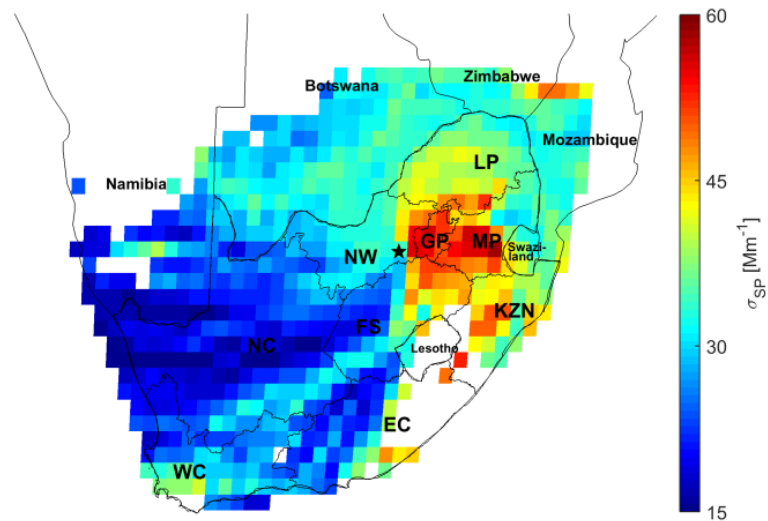 60
Zimbabwe
Botswana
Mozambique
LP
Namibia
45
GP
MP
Swazi-
land
NW
σSP [Mm-1]
KZN
FS
NC
Lesotho
30
EC
WC
15